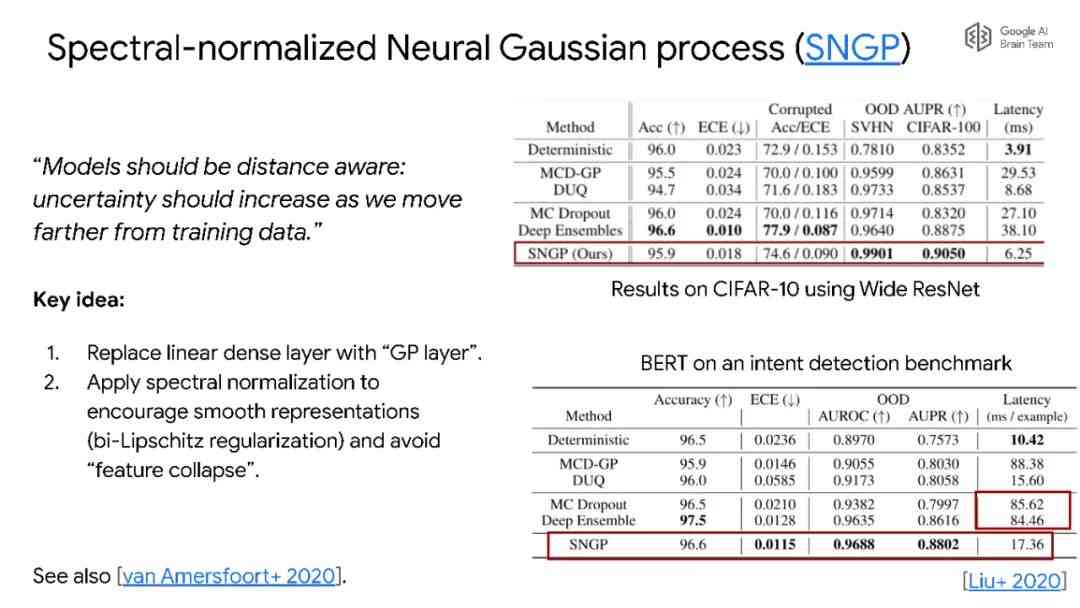 Spectral-normalized Neural Gaussian process (SNGP)
Google AI
Brain Team
“Models should be distance aware:
uncertainty should increase as we move
farther from training data.”
Key idea:
1. Replace linear dense layer with “GP layer”.
2. Apply spectral normalization to
encourage smooth representations
(bi-Lipschitz regularization) and avoid
“feature collapse”.
See also [van Amersfoort+ 2020].
Corrupted OOD AUPR (↑) Latency
Method Acc (↑) ECE (↓) Acc/ECE SVHN CIFAR-100 (ms)
Deterministic 96.0 0.023 72.9 / 0.153 0.7810 0.8352 3.91
MCD-GP 95.5 0.024 70.0 / 0.100 0.9599 0.8631 29.53
DUQ 94.7 0.034 71.6 / 0.183 0.9733 0.8537 8.68
MC Dropout 96.0 0.024 70.0 / 0.116 0.9714 0.8320 27.10
Deep Ensembles 96.6 0.010 77.9 / 0.087 0.9640 0.8875 38.10
SNGP (Ours) 95.9 0.018 74.6 / 0.090 0.9901 0.9050 6.25
Results on CIFAR-10 using Wide ResNet
BERT on an intent detection benchmark
Accuracy (↑) ECE (↓) OOD Latency
Method AUROC (↑) AUPR (↑) (ms / example)
Deterministic 96.5 0.0236 0.8970 0.7573 10.42
MCD-GP 95.9 0.0146 0.9055 0.8030 88.38
DUQ 96.0 0.0585 0.9173 0.8058 15.60
MC Dropout 96.5 0.0210 0.9382 0.7997 85.62
Deep Ensemble 97.5 0.0128 0.9635 0.8616 84.46
SNGP 96.6 0.0115 0.9688 0.8802 17.36
[Liu+ 2020]